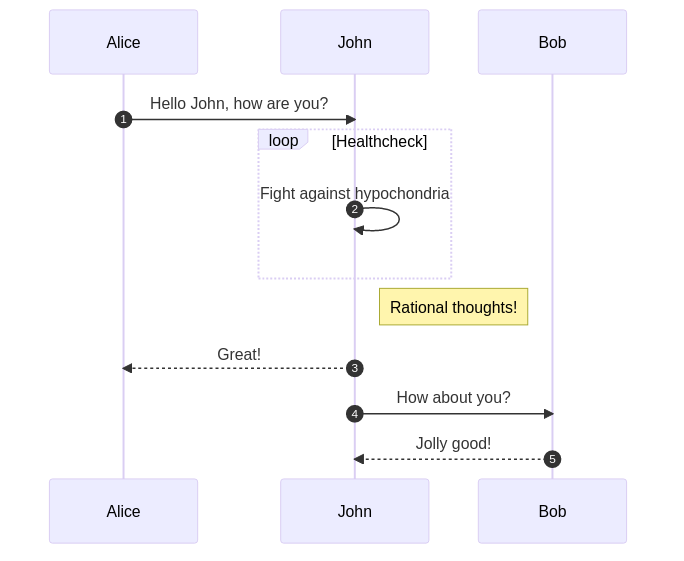 Alice
John
Bob
Hello John, how are you?
1
loop
[Healthcheck]
Fight against hypochondria
2
Rational thoughts!
Great!
3
How about you?
4
Jolly good!
5
Alice
John
Bob